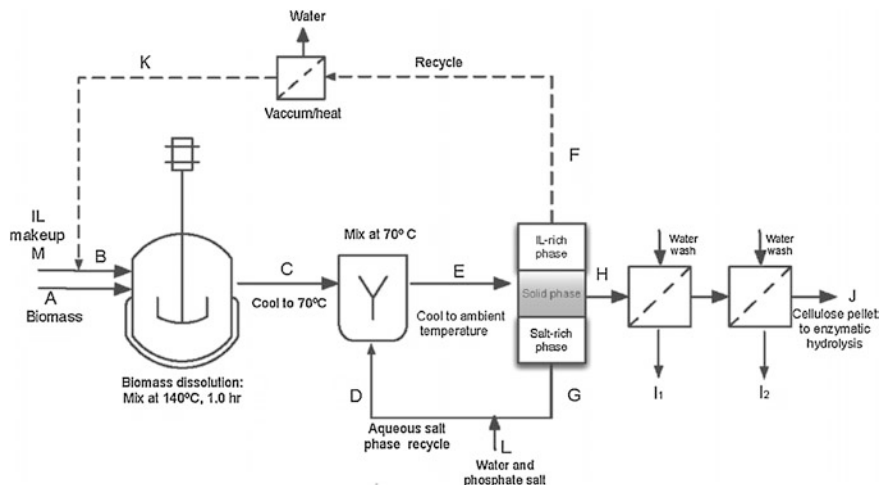 Water
K
Recycle
Vaccum/heat
F
IL
makeup
M
B
A
Biomass
C
Cool to 70ºC
Mix at 70º C
E
Cool to ambient
temperature
IL-rich
phase
Solid phase
Salt-rich
phase
H
Water
wash
Water
wash
J
Cellulose pellet
to enzymatic
hydrolysis
I1
I2
Biomass dissolution:
Mix at 140ºC, 1.0 hr
D
G
Aqueous salt
phase recycle
L
Water and
phosphate salt